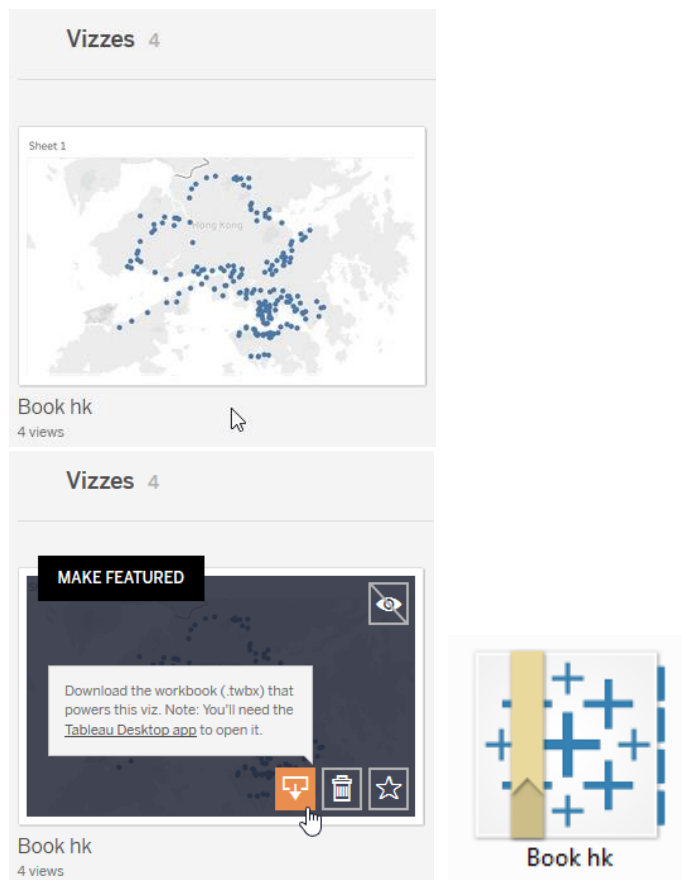 Vizzes 4
Sheet 1
Hong Kong
Book hk
4 views
Vizzes 4
MAKE FEATURED
Download the workbook (.twbx) that
powers this viz. Note: You'll need the
Tableau Desktop app to open it.
Book hk
4 views
Book hk